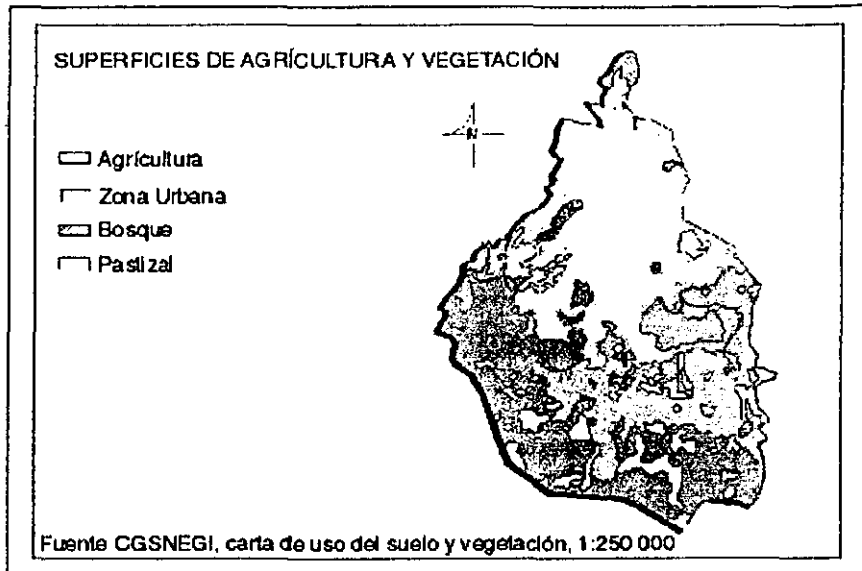 SUPERFICIES DE AGRÍCULTURA Y VEGETACIÓN
N
Agrícultura
Zona Urbana
Bosque
Pastizal
Fuente CGSNEGI, carta de uso del suelo y vegetación, 1:250 000